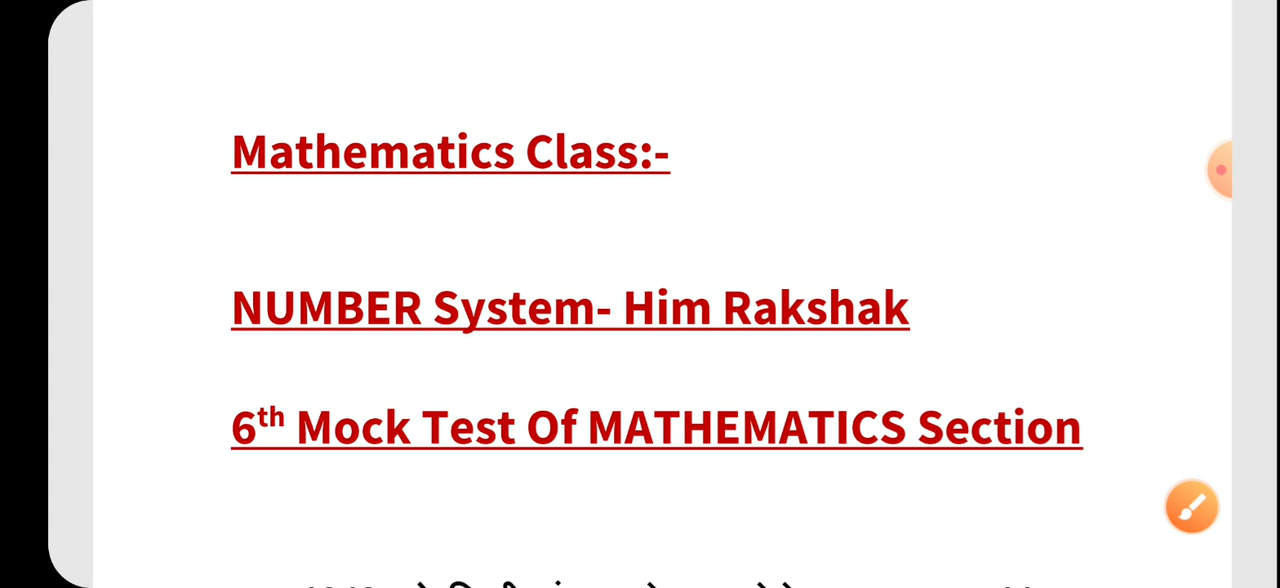 Mathematics Class:-
NUMBER System- Him Rakshak
6th Mock Test Of MATHEMATICS Section